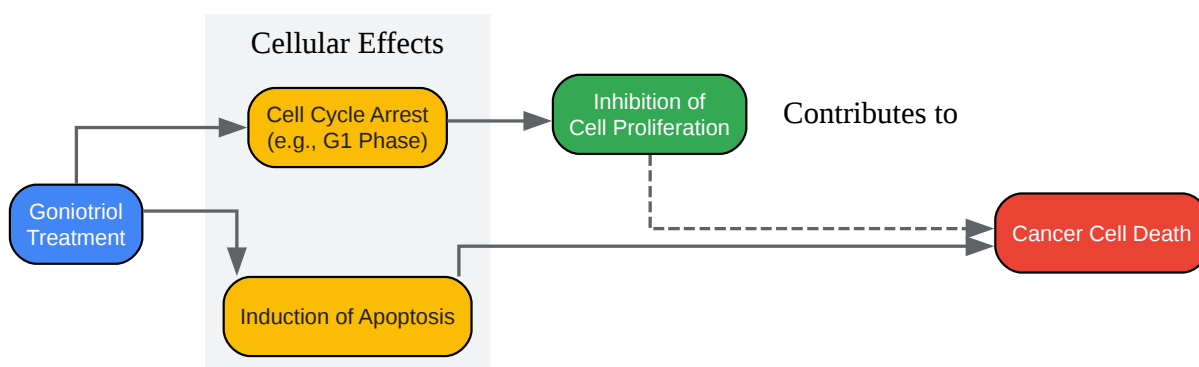 Cellular Effects
Cell Cycle Arrest
(e.g., G1 Phase)
Inhibition of
Cell Proliferation
Contributes to
Goniotriol
Treatment
Cancer Cell Death
Induction of Apoptosis